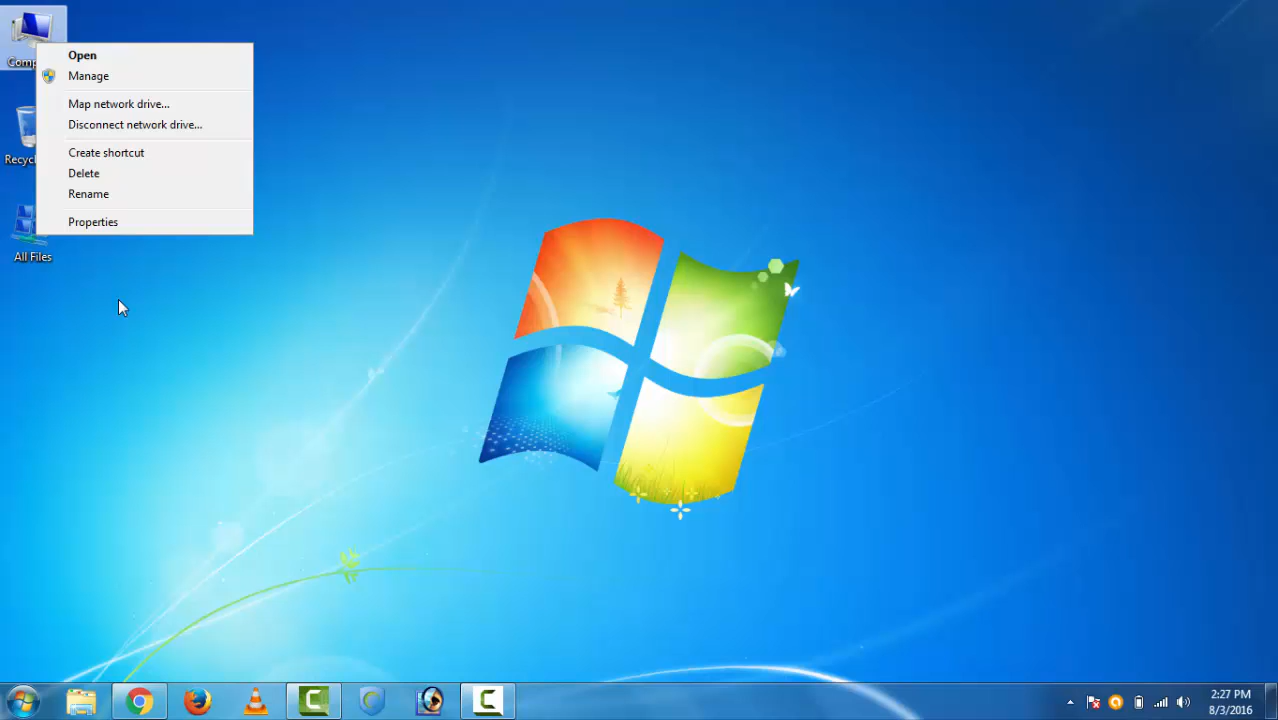 Comp
Open
Manage
Map network drive...
Disconnect network drive...
Create shortcut
Delete
Rename
Properties
Recyc
All Files
2:27 PM
8/3/2016